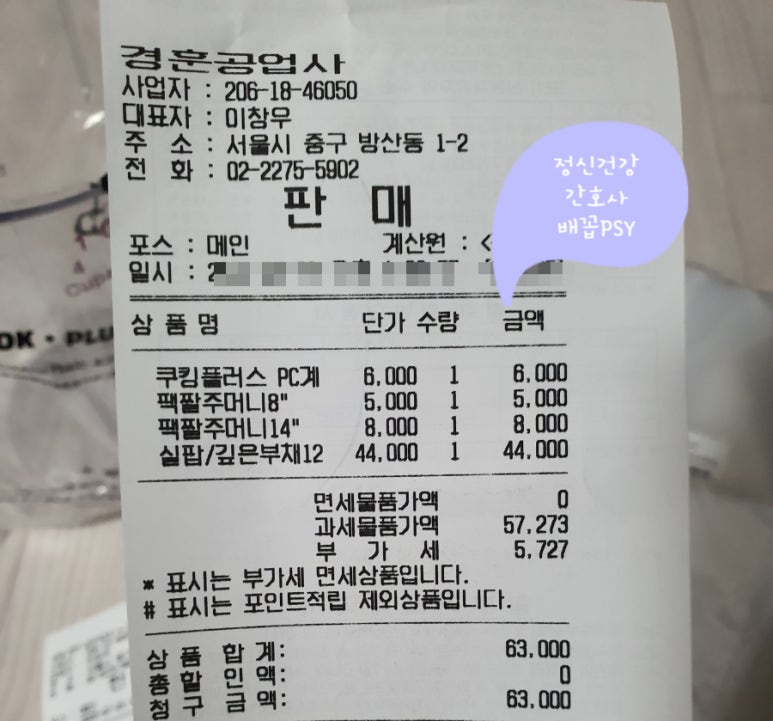 경훈공업사
사업자 : 206-18-46050
대표자 : 이창우
주 소 : 서울시 중구 방산동 1-2
전 화 : 02-2275-5902
정신건강
간호사
배꼽PSY
판 매
포스 : 메인 계산원 : <
일시 : 2
상 품 명 단가 수량 금액
쿠킹플러스 PC계 6,000 1 6,000
팩짤주머니8" 5,000 1 5,000
팩짤주머니14" 8,000 1 8,000
실팝/깊은부채12 44,000 1 44,000
면세물품가액 0
과세물품가액 57,273
부 가 세 5,727
* 표시는 부가세 면세상품입니다.
# 표시는 포인트적립 제외상품입니다.
상 품 합 계: 63,000
총 할 인 액: 0
청 구 금 액: 63,000
OK • PLU
Cups